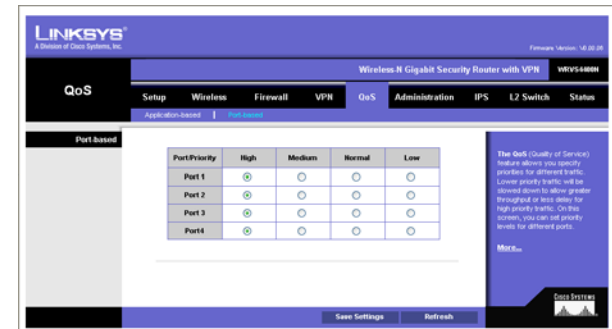 LINKSYS®
A Division of Cisco Systems, Inc.
Firmware Version: V0.00.26
Wireless-N Gigabit Security Router with VPN WRVS4400N
QoS
Setup Wireless Firewall VPN QoS Administration IPS L2 Switch Status
Application-based Port-based
Port-based
Port/Priority High Medium Normal Low
Port 1
Port 2
Port 3
Port4
The QoS (Quality of Service)
feature allows you specify
priorities for different traffic.
Lower priority traffic will be
slowed down to allow greater
throughput or less delay for
high priority traffic. On this
screen, you can set priority
levels for different ports.
More...
Save Settings Refresh
CISCO SYSTEMS